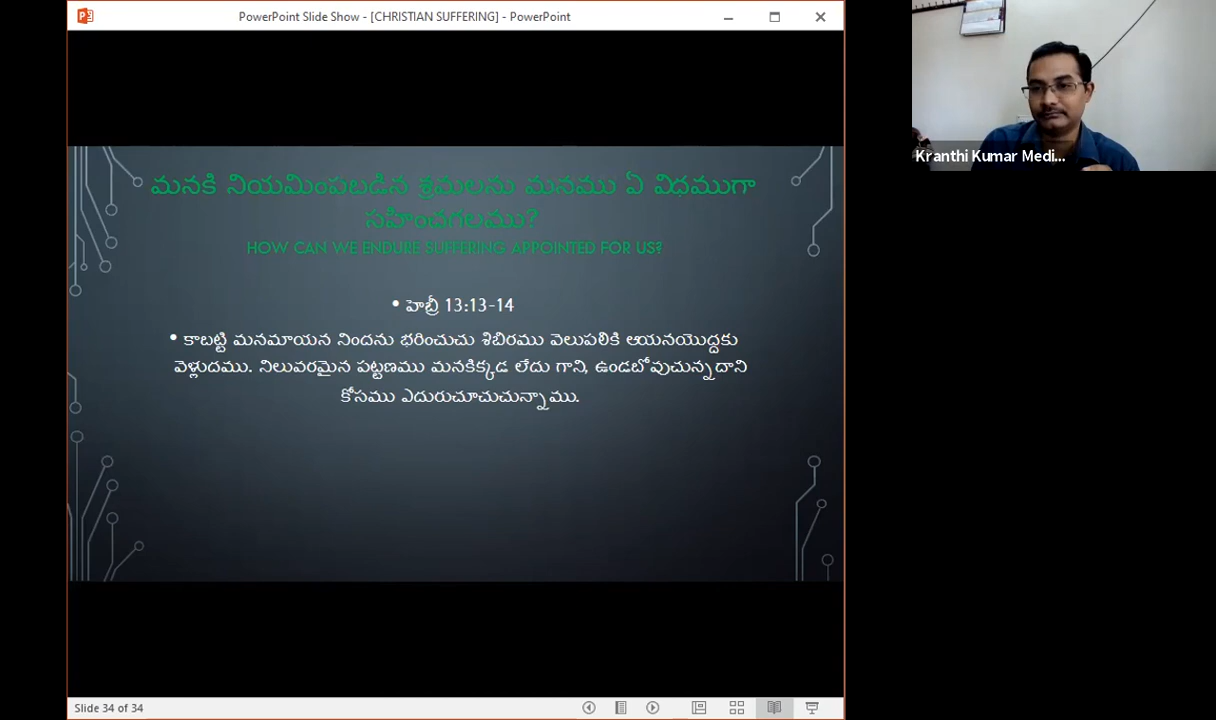 PowerPoint Slide Show - [CHRISTIAN SUFFERING] - PowerPoint
Kranthi Kumar Medi...
మనకి నియమింపబడిన శ్రమలను మనము ఏ విధముగా
సహించగలము?
HOW CAN WE ENDURE SUFFERING APPOINTED FOR US?
• హెబ్రీ 13:13-14
• కాబట్టి మనమాయన నిందను భరించుచు శిబిరము వెలుపలికి ఆయనయొద్దకు
వెళ్లుదము. నిలువరమైన పట్టణము మనకిక్కడ లేదు గాని, ఉండబోవుచున్నదాని
కోసము ఎదురుచూచుచున్నాము.
Slide 34 of 34